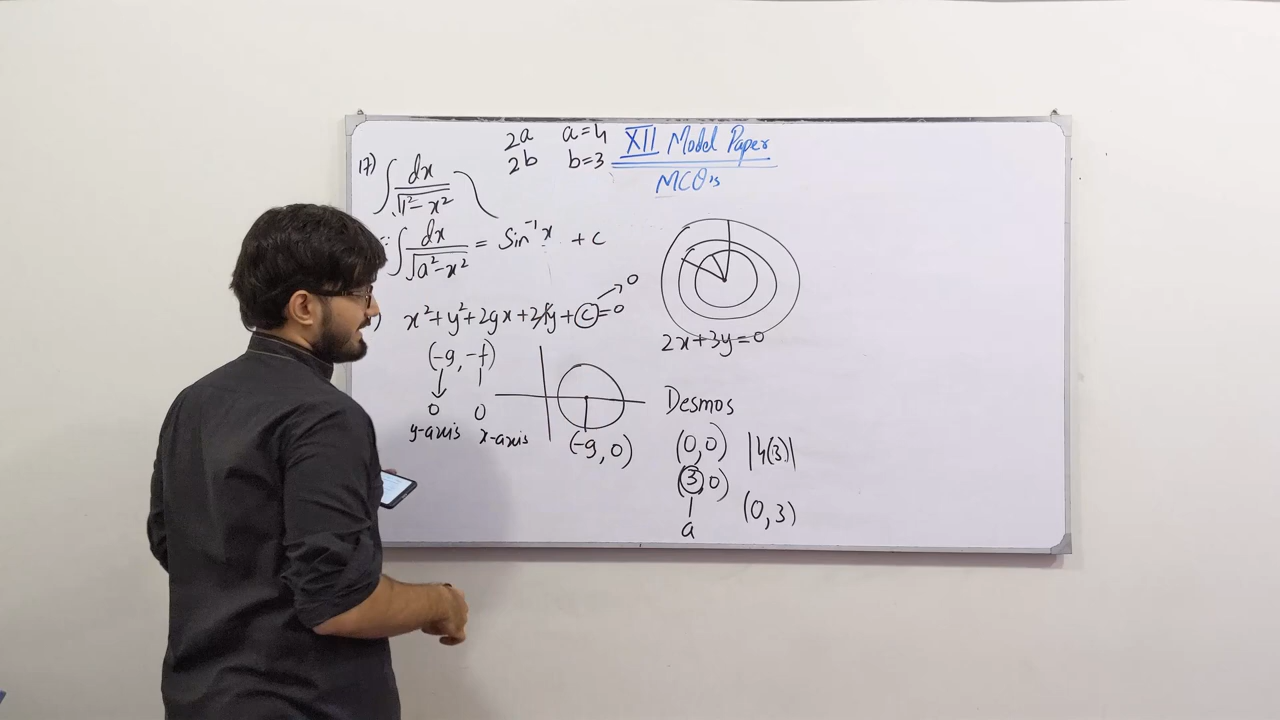 XII Model Paper
MCQ's
2a a=4
2b b=3
17) ∫ dx / √(1² - x²)
∫ dx / √(a² - x²) = Sin⁻¹ x + c
) x² + y² + 2gx + 2fy + c = 0 → 0
(-g, -f)
0 0
y-axis x-axis
(-g, 0)
2x+3y=0
Desmos
(0,0) |4(3)|
(3,0)
a
(0,3)